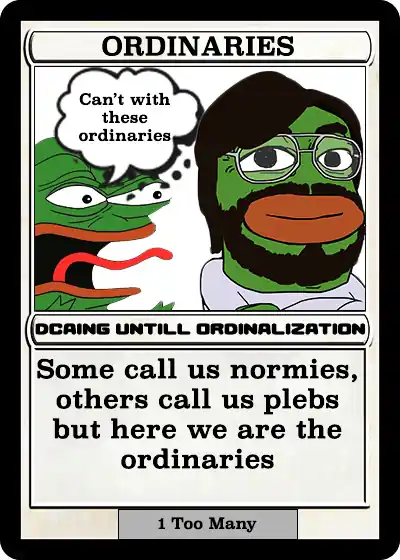 ORDINARIES
Can't with
these
ordinaries
DCAING UNTILL ORDINALIZATION
Some call us normies,
others call us plebs
but here we are the
ordinaries
1 Too Many